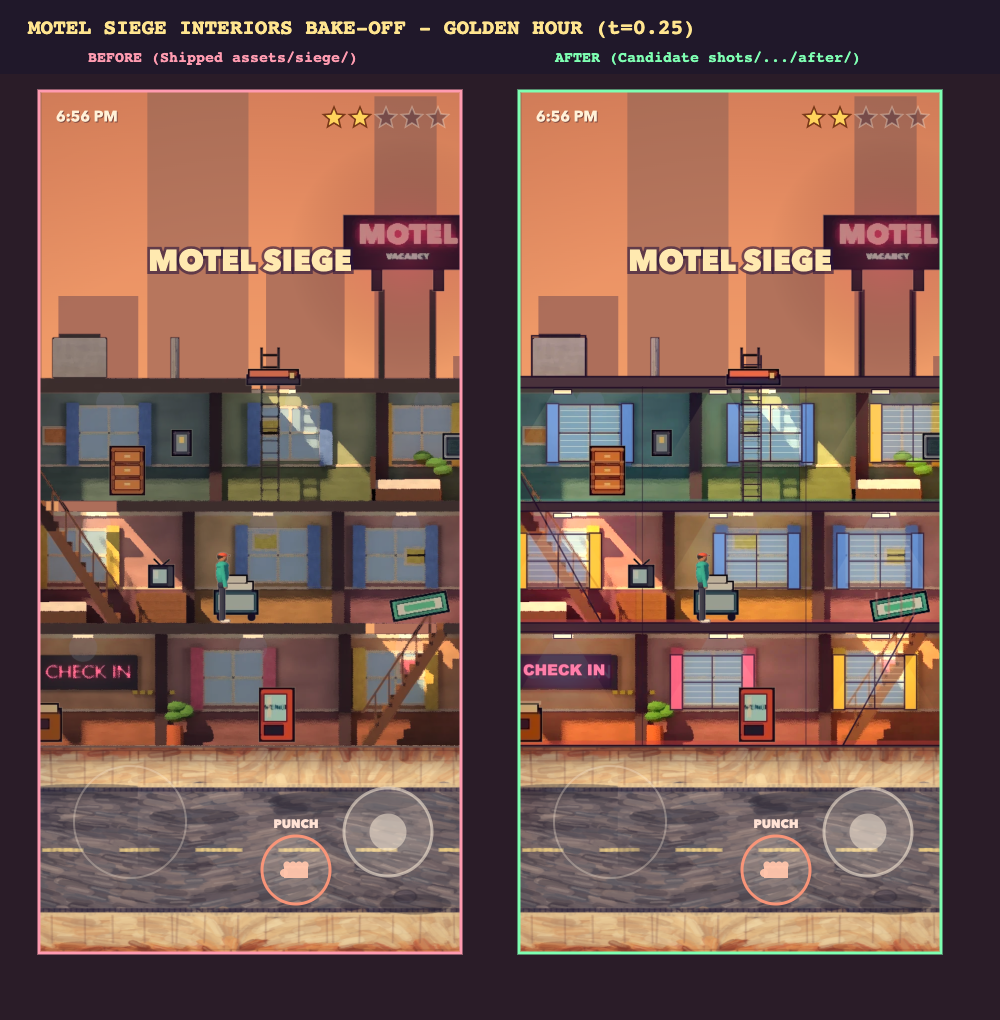 MOTEL SIEGE INTERIORS BAKE-OFF - GOLDEN HOUR (t=0.25)
BEFORE (Shipped assets/siege/)
AFTER (Candidate shots/.../after/)
6:56 PM
MOTEL
VACANCY
MOTEL SIEGE
CHECK IN
PUNCH
6:56 PM
MOTEL
VACANCY
MOTEL SIEGE
CHECK IN
PUNCH